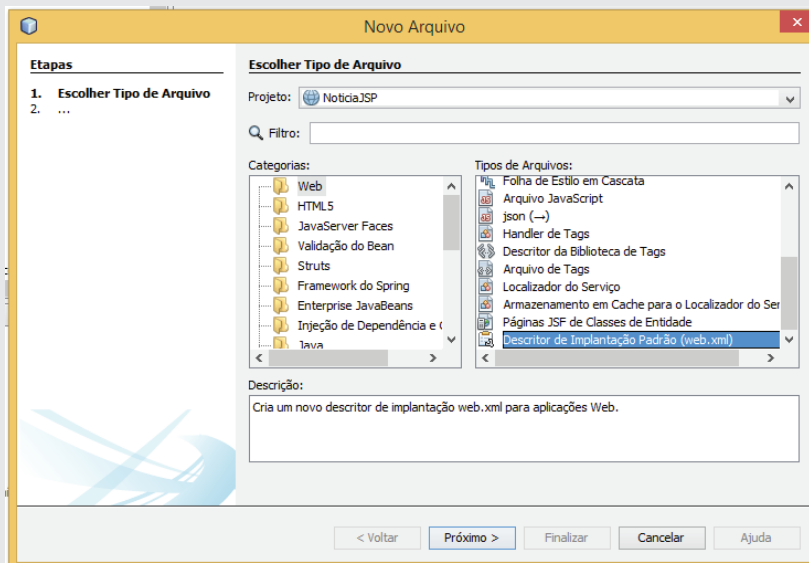 Novo Arquivo
Etapas
1. Escolher Tipo de Arquivo
2. ...
Escolher Tipo de Arquivo
Projeto: NoticiaJSP
Filtro:
Categorias:
Web
HTML5
JavaServer Faces
Validação do Bean
Struts
Framework do Spring
Enterprise JavaBeans
Injeção de Dependência e
Java
Tipos de Arquivos:
Folha de Estilo em Cascata
Arquivo JavaScript
json (→)
Handler de Tags
Descritor da Biblioteca de Tags
Arquivo de Tags
Localizador do Serviço
Armazenamento em Cache para o Localizador do Ser
Páginas JSF de Classes de Entidade
Descritor de Implantação Padrão (web.xml)
Descrição:
Cria um novo descritor de implantação web.xml para aplicações Web.
< Voltar
Próximo >
Finalizar
Cancelar
Ajuda